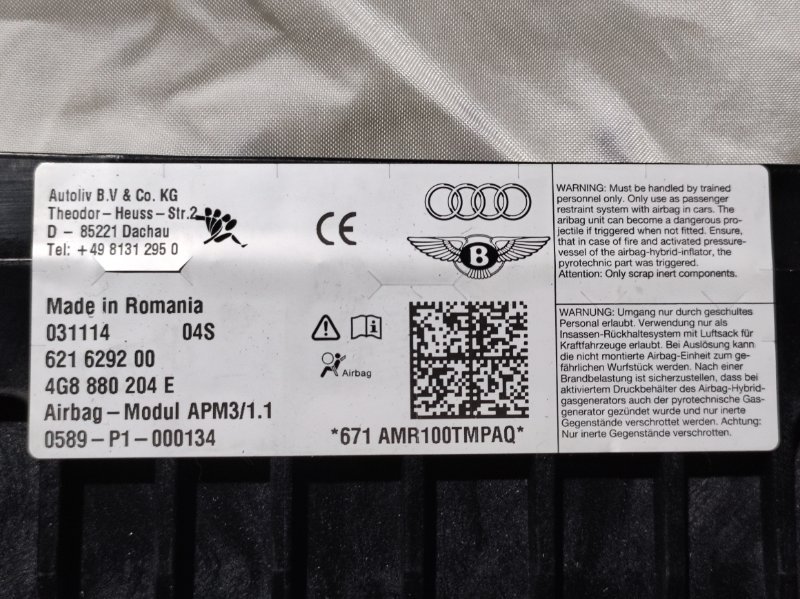 Autoliv B.V & Co. KG
Theodor-Heuss-Str.2
D - 85221 Dachau
Tel: +49 8131 295 0
CE
B
Made in Romania
031114 04S
621 6292 00
4G8 880 204 E
Airbag-Modul APM3/1.1
0589-P1-000134
i
Airbag
*671 AMR100TMPAQ*
WARNING: Must be handled by trained
personnel only. Only use as passenger
restraint system with airbag in cars. The
aribag unit can become a dangerous pro-
jectile if triggered when not fitted. Ensure,
that in case of fire and activated pressure-
vessel of the airbag-hybrid-inflator, the
pyrotechnic part was triggered.
Attention: Only scrap inert components.
WARNUNG: Umgang nur durch geschultes
Personal erlaubt. Verwendung nur als
Insassen-Rückhaltesystem mit Luftsack für
Kraftfahrzeuge erlaubt. Bei Auslösung kann
die nicht montierte Airbag-Einheit zum ge-
fährlichen Wurfstück werden. Nach einer
Brandbelastung ist sicherzustellen, dass bei
aktiviertem Druckbehälter des Airbag-Hybrid-
gasgenerators auch der pyrotechnische Gas-
generator gezündet wurde und nur inerte
Gegenstände verschrottet werden. Achtung:
Nur inerte Gegenstände verschrotten.